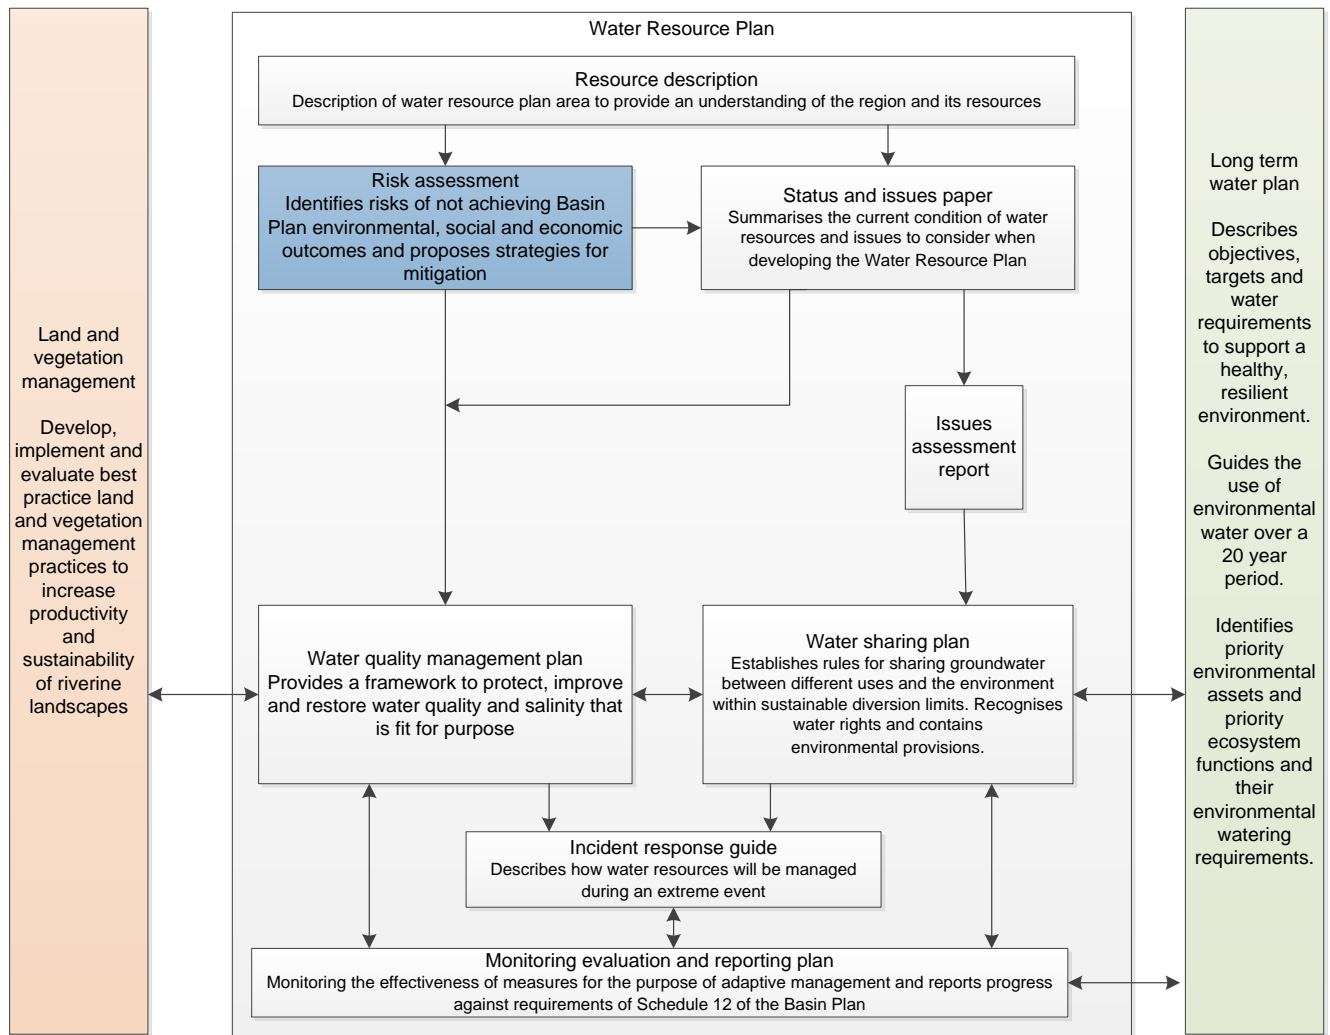 Water Resource Plan
Resource description
Description of water resource plan area to provide an understanding of the region and its resources
Risk assessment
Identifies risks of not achieving Basin
Plan environmental, social and economic
outcomes and proposes strategies for
mitigation
Status and issues paper
Summarises the current condition of water
resources and issues to consider when
developing the Water Resource Plan
Issues
assessment
report
Land and
vegetation
management
Develop,
implement and
evaluate best
practice land
and vegetation
management
practices to
increase
productivity
and
sustainability
of riverine
landscapes
Water quality management plan
Provides a framework to protect, improve
and restore water quality and salinity that
is fit for purpose
Water sharing plan
Establishes rules for sharing groundwater
between different uses and the environment
within sustainable diversion limits. Recognises
water rights and contains
environmental provisions.
Incident response guide
Describes how water resources will be managed
during an extreme event
Monitoring evaluation and reporting plan
Monitoring the effectiveness of measures for the purpose of adaptive management and reports progress
against requirements of Schedule 12 of the Basin Plan
Long term
water plan
Describes
objectives,
targets and
water
requirements
to support a
healthy,
resilient
environment.
Guides the
use of
environmental
water over a
20 year
period.
Identifies
priority
environmental
assets and
priority
ecosystem
functions and
their
environmental
watering
requirements.